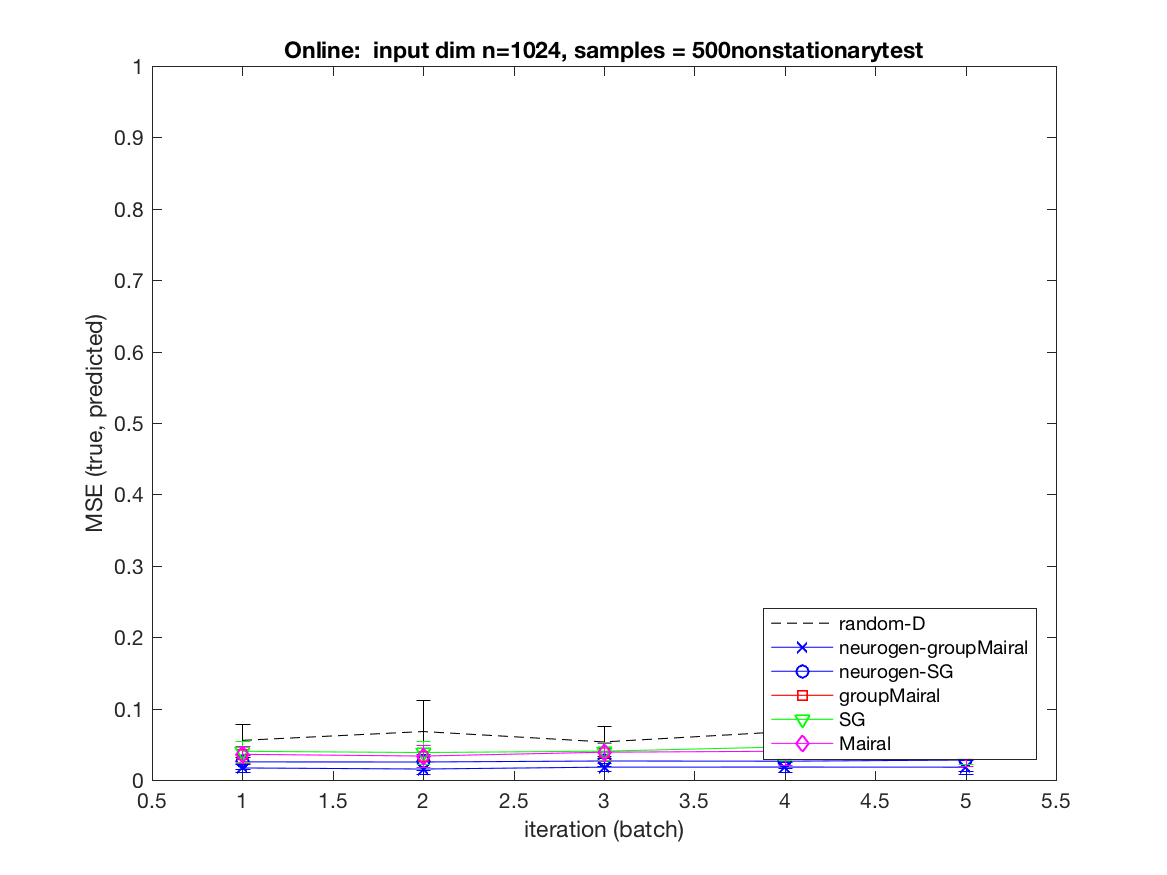 Online:  input dim n=1024, samples = 500nonstationarytest
1
0.9
0.8
0.7
0.6
0.5
0.4
0.3
0.2
0.1
0
MSE (true, predicted)
random-D
neurogen-groupMairal
neurogen-SG
groupMairal
SG
Mairal
0.5 1 1.5 2 2.5 3 3.5 4 4.5 5 5.5
iteration (batch)